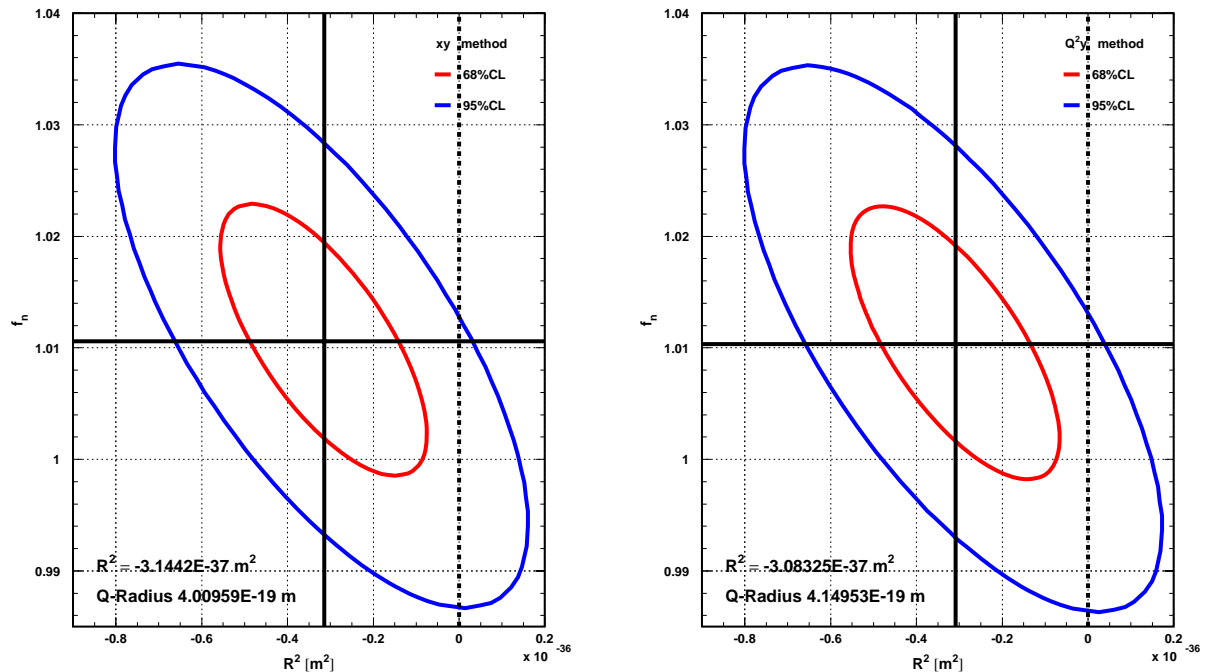 1.04
1.03
1.02
1.01
1
0.99
f_n
xy method
68%CL
95%CL
R² = -3.1442E-37 m²
Q-Radius 4.00959E-19 m
-0.8 -0.6 -0.4 -0.2 0 0.2
x 10 ⁻³⁶
R² [m²]
1.04
1.03
1.02
1.01
1
0.99
f_n
Q²y method
68%CL
95%CL
R² = -3.08325E-37 m²
Q-Radius 4.14953E-19 m
-0.8 -0.6 -0.4 -0.2 0 0.2
x 10 ⁻³⁶
R² [m²]